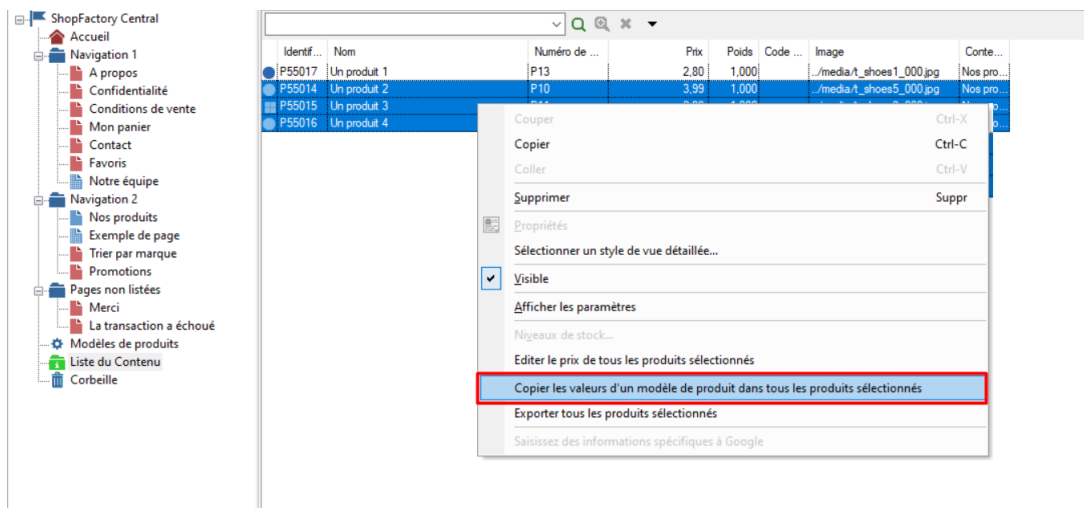 ShopFactory Central
Accueil
Navigation 1
A propos
Confidentialité
Conditions de vente
Mon panier
Contact
Favoris
Notre équipe
Navigation 2
Nos produits
Exemple de page
Trier par marque
Promotions
Pages non listées
Merci
La transaction a échoué
Modèles de produits
Liste du Contenu
Corbeille
Identif... Nom Numéro de ... Prix Poids Code ... Image Conte...
P55017 Un produit 1 P13 2,80 1,000 ../media/t_shoes1_000.jpg Nos pro...
P55014 Un produit 2 P10 3,99 1,000 ../media/t_shoes5_000.jpg Nos pro...
P55015 Un produit 3
P55016 Un produit 4
Couper Ctrl-X
Copier Ctrl-C
Coller Ctrl-V
Supprimer Suppr
Propriétés
Sélectionner un style de vue détaillée...
Visible
Afficher les paramètres
Niveaux de stock...
Editer le prix de tous les produits sélectionnés
Copier les valeurs d'un modèle de produit dans tous les produits sélectionnés
Exporter tous les produits sélectionnés
Saisissez des informations spécifiques à Google